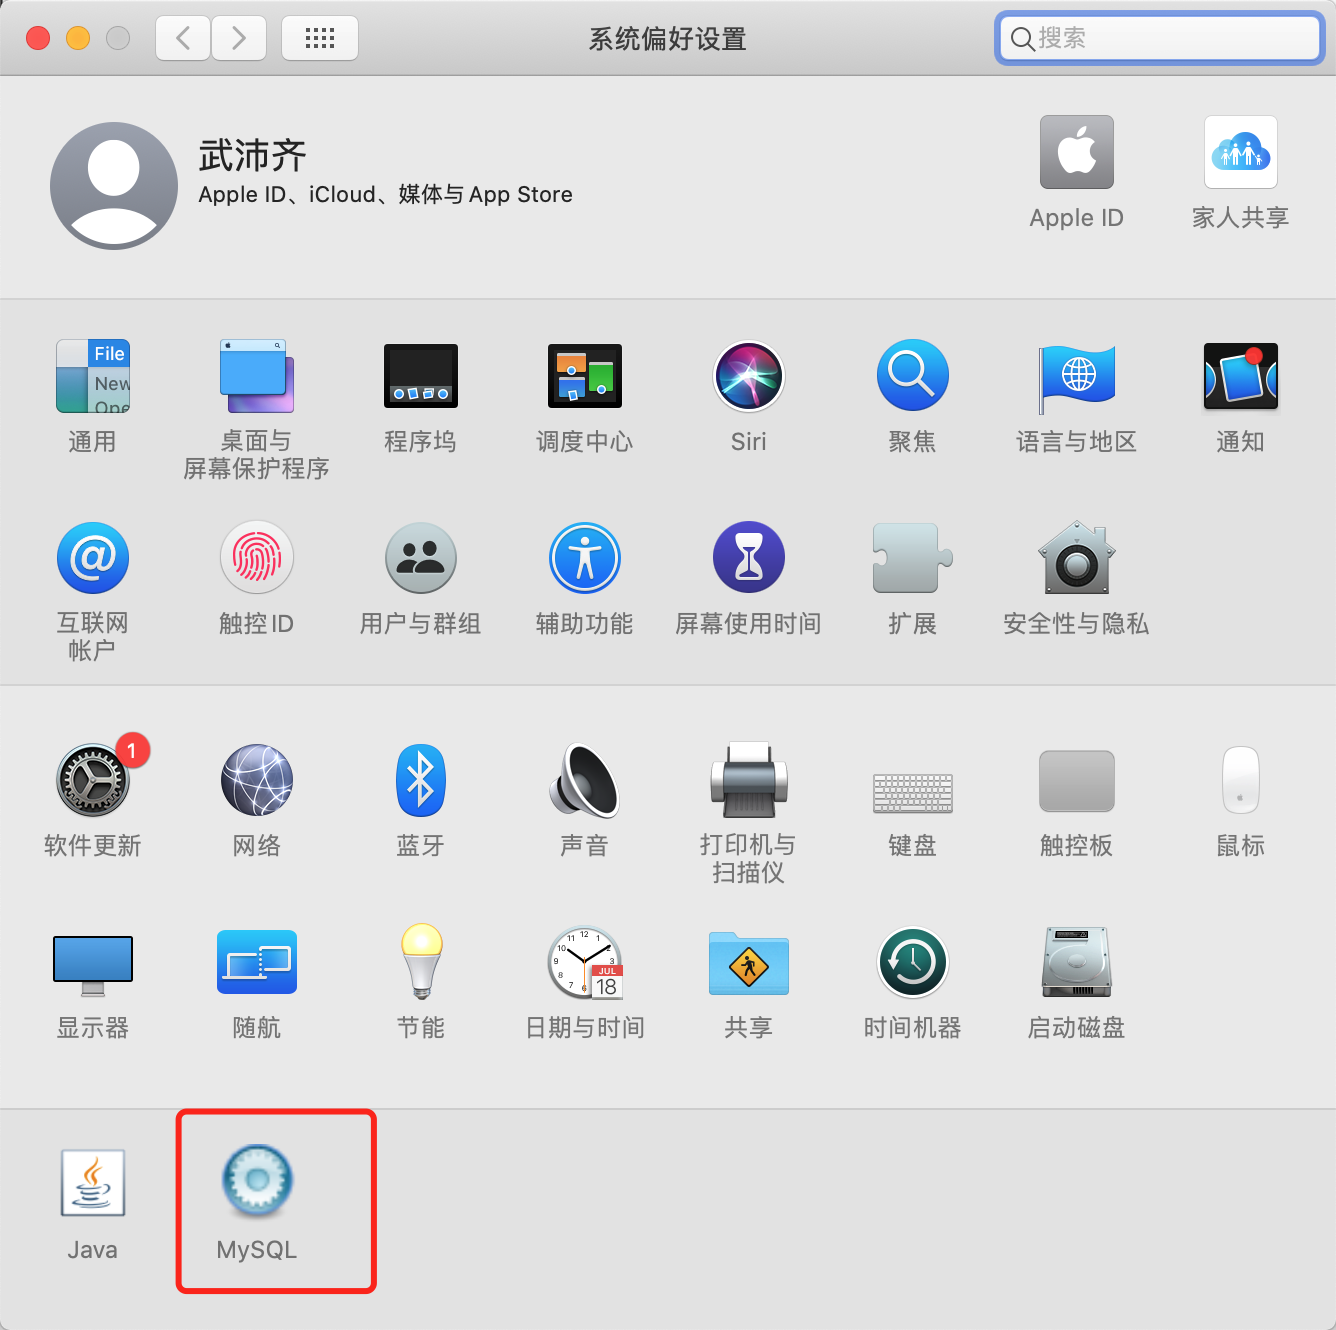 系统偏好设置
搜索
武沛齐
Apple ID、iCloud、媒体与 App Store
Apple ID
家人共享
File
New
Ope
通用
桌面与
屏幕保护程序
程序坞
调度中心
Siri
聚焦
语言与地区
通知
互联网
帐户
触控 ID
用户与群组
辅助功能
屏幕使用时间
扩展
安全性与隐私
1
软件更新
网络
蓝牙
声音
打印机与
扫描仪
键盘
触控板
鼠标
显示器
随航
节能
JUL
18
日期与时间
共享
时间机器
启动磁盘
Java
MySQL